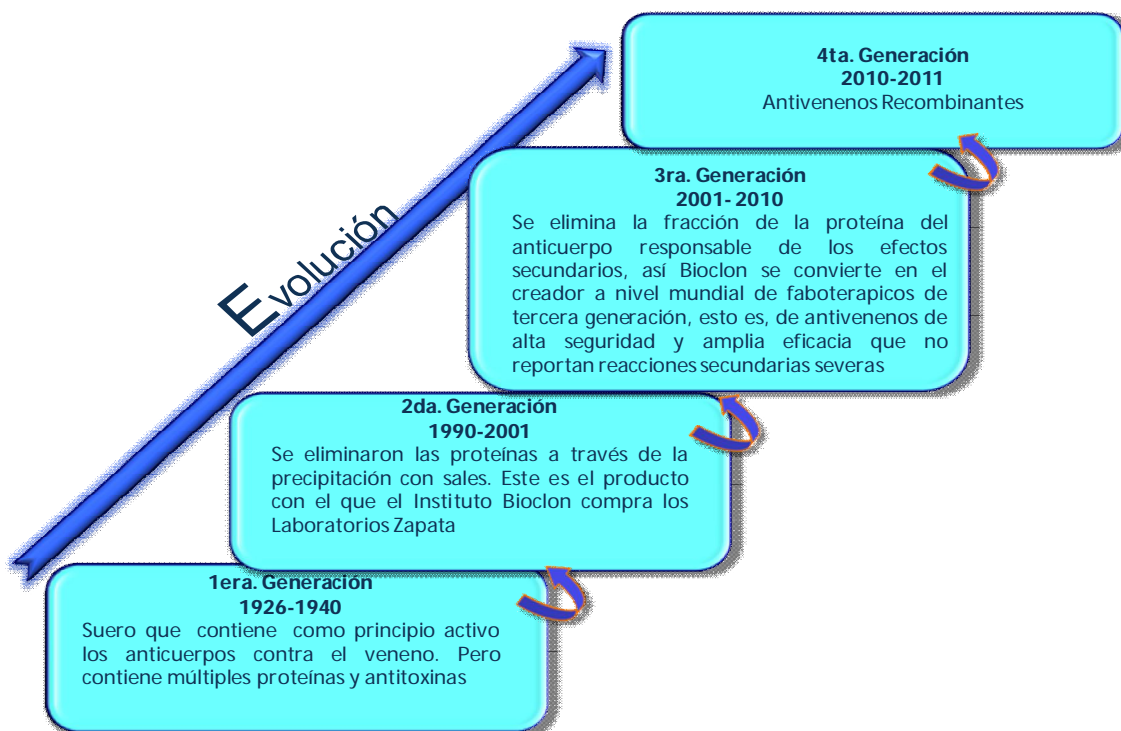 4ta. Generación
2010-2011
Antivenenos Recombinantes
3ra. Generación
2001- 2010
Se elimina la fracción de la proteína del
anticuerpo responsable de los efectos
secundarios, así Bioclon se convierte en el
creador a nivel mundial de faboterapicos de
tercera generación, esto es, de antivenenos de
alta seguridad y amplia eficacia que no
reportan reacciones secundarias severas
Evolución
2da. Generación
1990-2001
Se eliminaron las proteínas a través de la
precipitación con sales. Este es el producto
con el que el Instituto Bioclon compra los
Laboratorios Zapata
1era. Generación
1926-1940
Suero que contiene como principio activo
los anticuerpos contra el veneno. Pero
contiene múltiples proteínas y antitoxinas